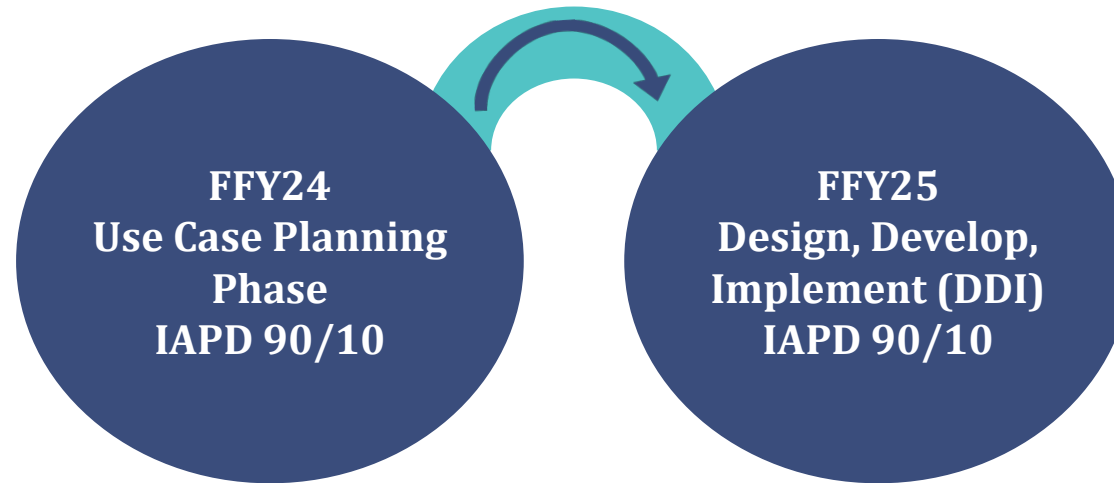 FFY24
Use Case Planning
Phase
IAPD 90/10
FFY25
Design, Develop,
Implement (DDI)
IAPD 90/10